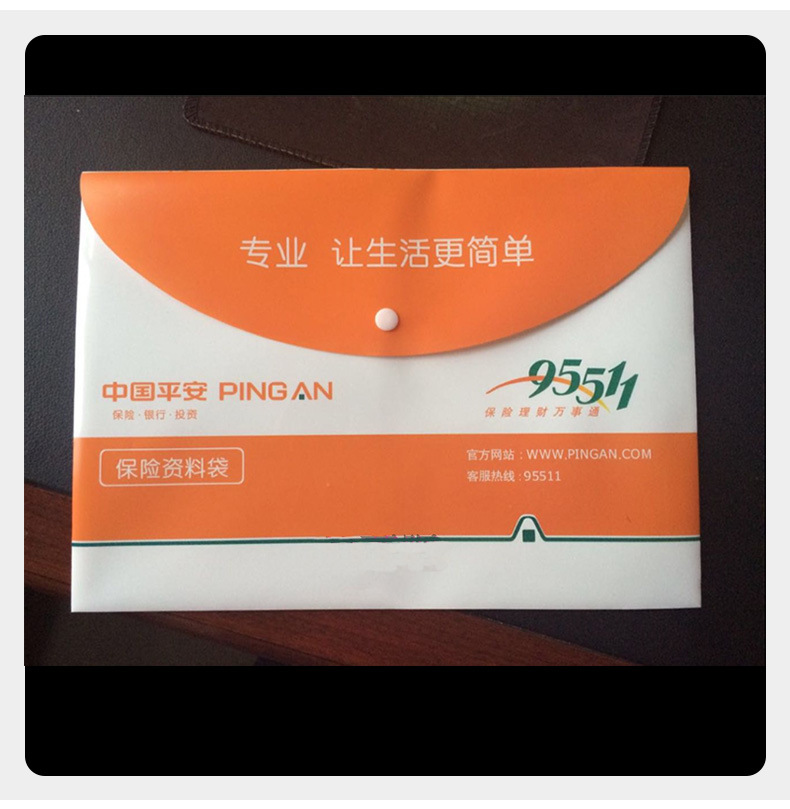 专业 让生活更简单
中国平安 PINGAN
保险·银行·投资
95511
保险理财万事通
保险资料袋
官方网站：WWW.PINGAN.COM
客服热线：95511